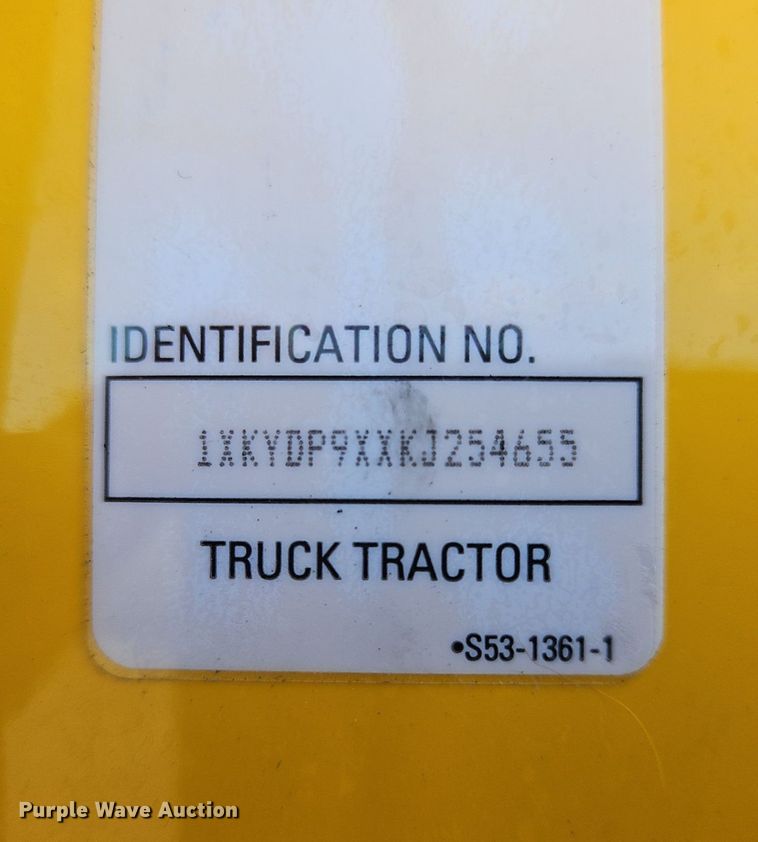 IDENTIFICATION NO.
1XKYDP9XXKJ254655
TRUCK TRACTOR
•S53-1361-1
Purple Wave Auction